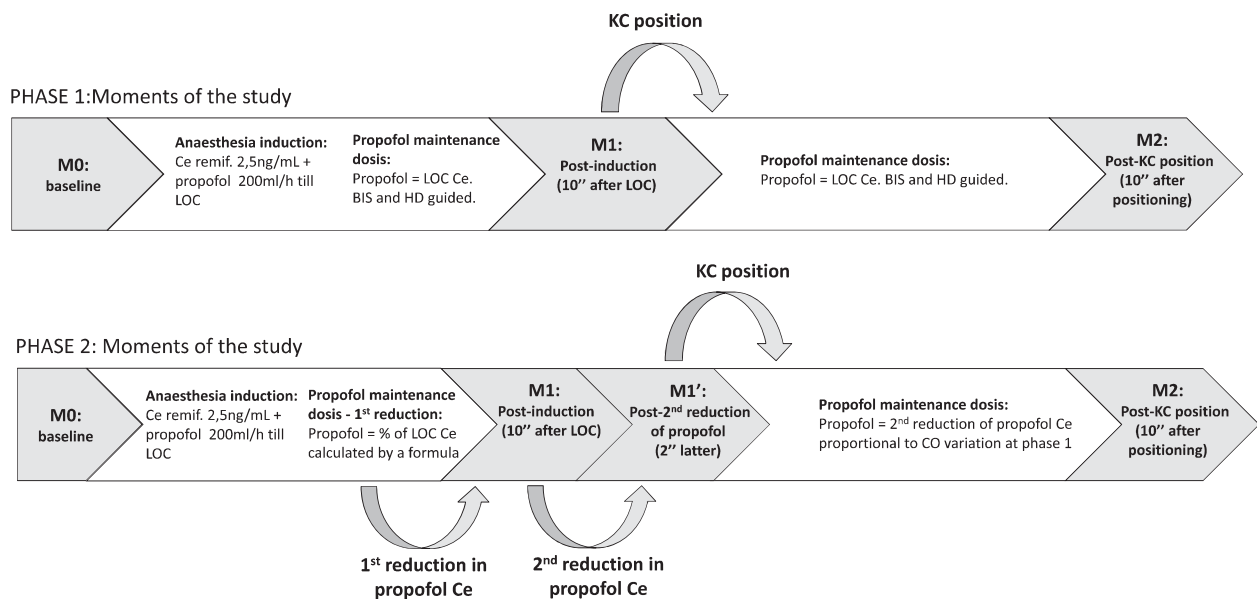 KC position
PHASE 1:Moments of the study
M0:
baseline
Anaesthesia induction:
Ce remif. 2,5ng/mL +
propofol 200ml/h till
LOC
Propofol maintenance
dosis:
Propofol = LOC Ce.
BIS and HD guided.
M1:
Post-induction
(10’’ after LOC)
Propofol maintenance dosis:
Propofol = LOC Ce. BIS and HD guided.
M2:
Post-KC position
(10’’ after
positioning)
KC position
PHASE 2: Moments of the study
M0:
baseline
Anaesthesia induction:
Ce remif. 2,5ng/mL +
propofol 200ml/h till
LOC
Propofol maintenance
dosis - 1st reduction:
Propofol = % of LOC Ce
calculated by a formula
M1:
Post-induction
(10’’ after LOC)
M1’:
Post-2nd reduction
of propofol
(2’’ latter)
Propofol maintenance dosis:
Propofol = 2nd reduction of propofol Ce
proportional to CO variation at phase 1
M2:
Post-KC position
(10’’ after
positioning)
1st reduction in
propofol Ce
2nd reduction in
propofol Ce